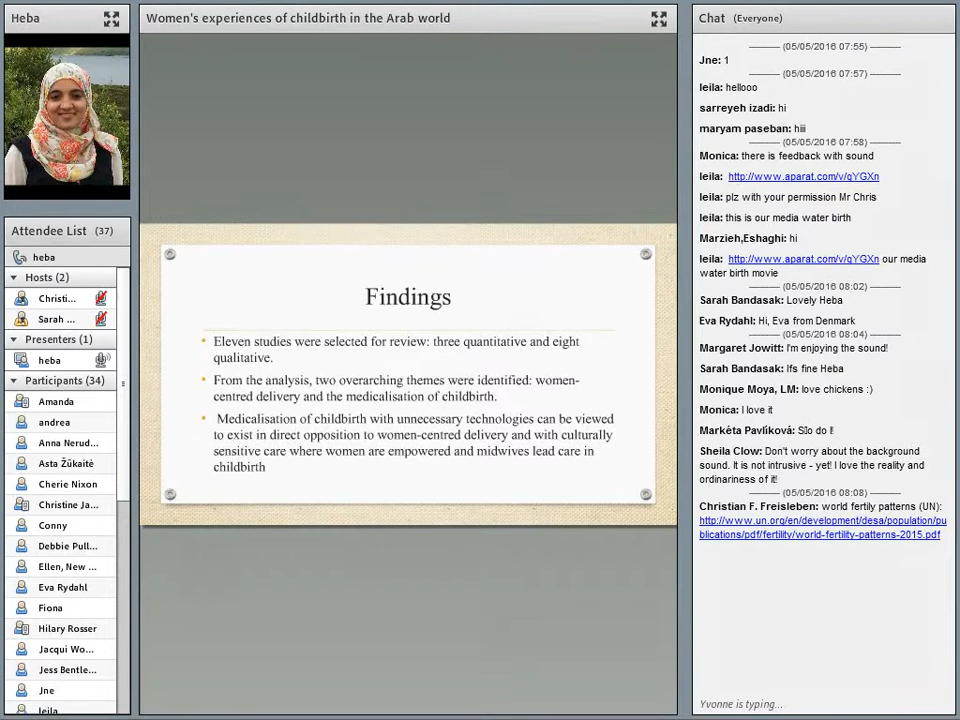 Heba
Attendee List (37)
heba
Hosts (2)
Christi...
Sarah ...
Presenters (1)
heba
Participants (34)
Amanda
andrea
Anna Nerud...
Asta Žūkaitė
Cherie Nixon
Christine Ja...
Conny
Debbie Pull...
Ellen, New ...
Eva Rydahl
Fiona
Hilary Rosser
Jacqui Wo...
Jess Bentle...
Jne
leila
Women's experiences of childbirth in the Arab world
Findings
Eleven studies were selected for review: three quantitative and eight
qualitative.
From the analysis, two overarching themes were identified: women-
centred delivery and the medicalisation of childbirth.
Medicalisation of childbirth with unnecessary technologies can be viewed
to exist in direct opposition to women-centred delivery and with culturally
sensitive care where women are empowered and midwives lead care in
childbirth
Chat (Everyone)
(05/05/2016 07:55)
Jne: 1
(05/05/2016 07:57)
leila: hellooo
sarreyeh izadi: hi
maryam paseban: hiii
(05/05/2016 07:58)
Monica: there is feedback with sound
leila: http://www.aparat.com/v/gYGXn
leila: plz with your permission Mr Chris
leila: this is our media water birth
Marzieh,Eshaghi: hi
leila: http://www.aparat.com/v/gYGXn our media
water birth movie
(05/05/2016 08:02)
Sarah Bandasak: Lovely Heba
Eva Rydahl: Hi, Eva from Denmark
(05/05/2016 08:04)
Margaret Jowitt: I'm enjoying the sound!
Sarah Bandasak: Ifs fine Heba
Monique Moya, LM: love chickens :)
Monica: I love it
Markéta Pavlíková: SIo do I!
Sheila Clow: Don't worry about the background
sound. It is not intrusive - yet! I love the reality and
ordinariness of it!
(05/05/2016 08:08)
Christian F. Freisleben: world fertily patterns (UN):
http://www.un.org/en/development/desa/population/pu
blications/pdf/fertility/world-fertility-patterns-2015.pdf
Yvonne is typing...